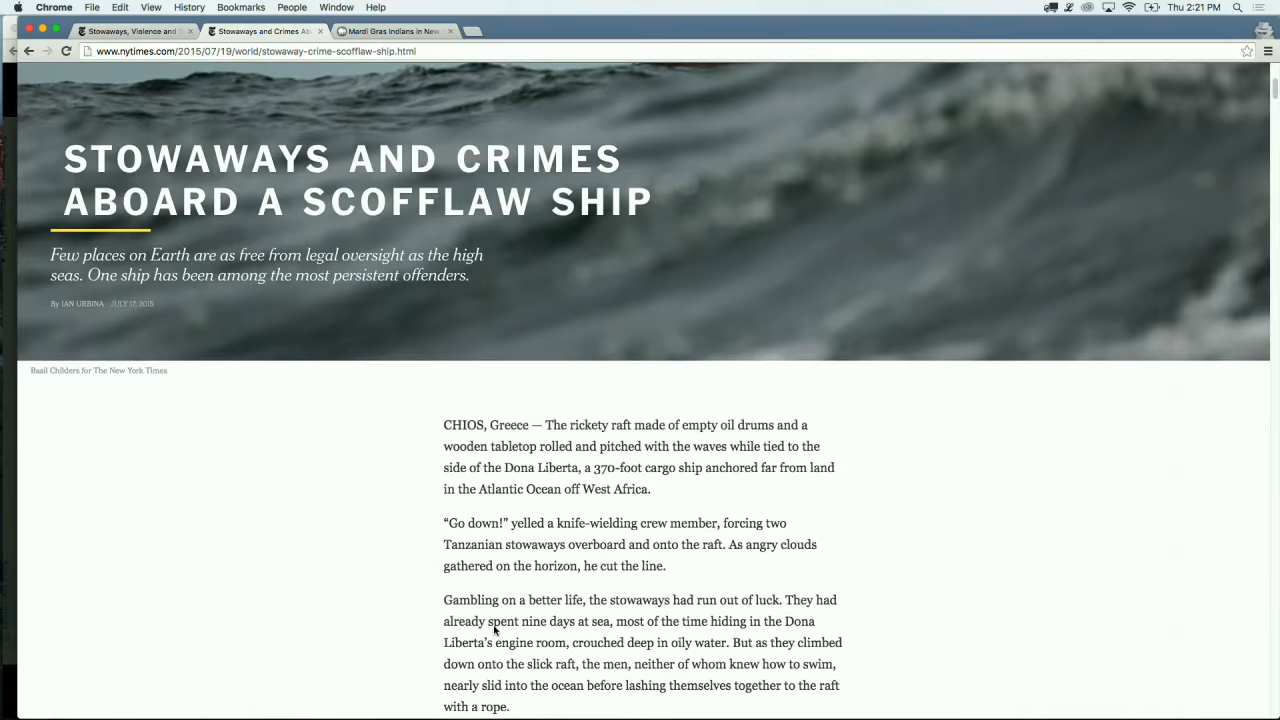 Chrome File Edit View History Bookmarks People Window Help Thu 2:21 PM
Stowaways, Violence and Stowaways and Crimes Ab Mardi Gras Indians in New
www.nytimes.com/2015/07/19/world/stowaway-crime-scofflaw-ship.html
STOWAWAYS AND CRIMES
ABOARD A SCOFFLAW SHIP
Few places on Earth are as free from legal oversight as the high
seas. One ship has been among the most persistent offenders.
By IAN URBINA JULY 17, 2015
Basil Childers for The New York Times
CHIOS, Greece — The rickety raft made of empty oil drums and a
wooden tabletop rolled and pitched with the waves while tied to the
side of the Dona Liberta, a 370-foot cargo ship anchored far from land
in the Atlantic Ocean off West Africa.
“Go down!” yelled a knife-wielding crew member, forcing two
Tanzanian stowaways overboard and onto the raft. As angry clouds
gathered on the horizon, he cut the line.
Gambling on a better life, the stowaways had run out of luck. They had
already spent nine days at sea, most of the time hiding in the Dona
Liberta’s engine room, crouched deep in oily water. But as they climbed
down onto the slick raft, the men, neither of whom knew how to swim,
nearly slid into the ocean before lashing themselves together to the raft
with a rope.